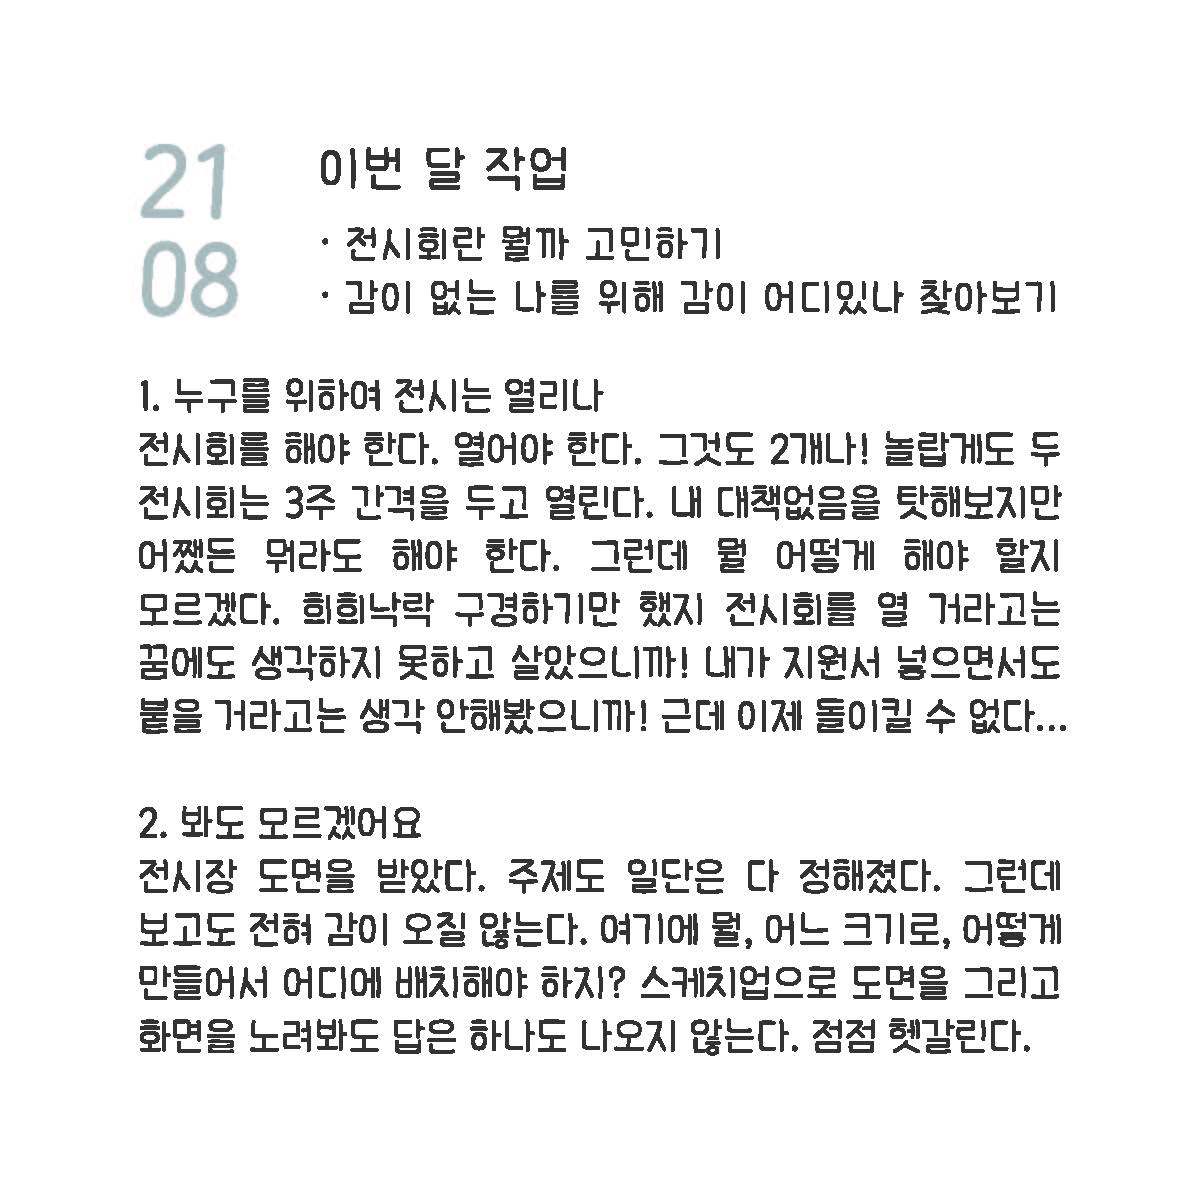 21
08
이번 달 작업
· 전시회란 뭘까 고민하기
· 감이 없는 나를 위해 감이 어디있나 찾아보기
1. 누구를 위하여 전시는 열리나
전시회를 해야 한다. 열어야 한다. 그것도 2개나! 놀랍게도 두
전시회는 3주 간격을 두고 열린다. 내 대책없음을 탓해보지만
어쨌든 뭐라도 해야 한다. 그런데 뭘 어떻게 해야 할지
모르겠다. 희희낙락 구경하기만 했지 전시회를 열 거라고는
꿈에도 생각하지 못하고 살았으니까! 내가 지원서 넣으면서도
붙을 거라고는 생각 안해봤으니까! 근데 이제 돌이킬 수 없다...
2. 봐도 모르겠어요
전시장 도면을 받았다. 주제도 일단은 다 정해졌다. 그런데
보고도 전혀 감이 오질 않는다. 여기에 뭘, 어느 크기로, 어떻게
만들어서 어디에 배치해야 하지? 스케치업으로 도면을 그리고
화면을 노려봐도 답은 하나도 나오지 않는다. 점점 헷갈린다.